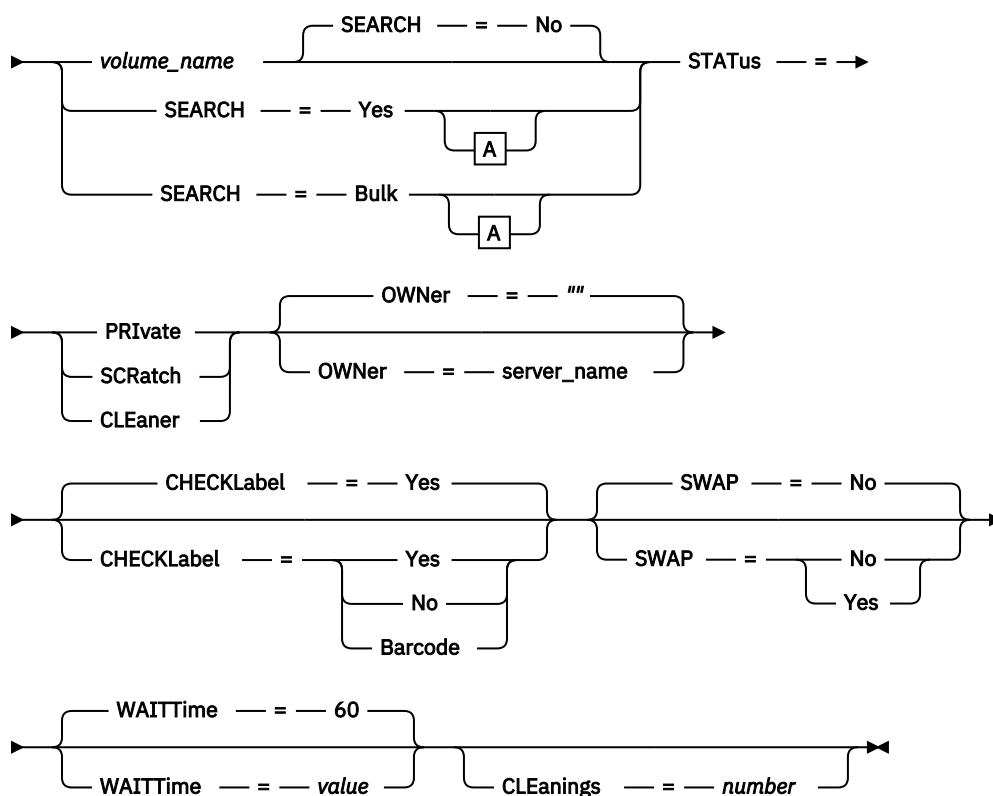 SEARCH = No
volume_name STATus =
SEARCH = Yes
A
SEARCH = Bulk
A
OWNer = ""
PRIvate
OWNer = server_name
SCRatch
CLEaner
CHECKLabel = Yes SWAP = No
CHECKLabel = Yes SWAP = No
No Yes
Barcode
WAITTime = 60
WAITTime = value CLEanings = number